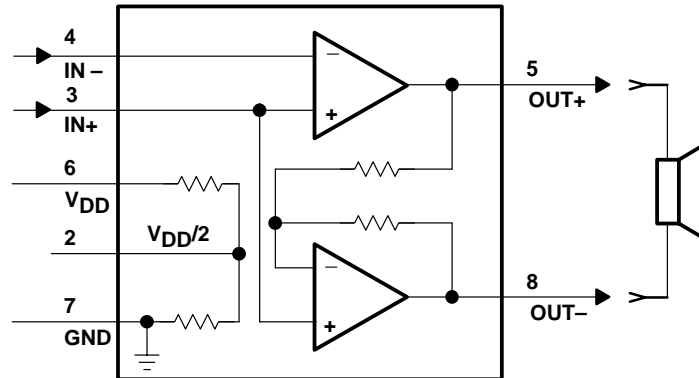 4
IN –
3
IN+
6
VDD
2
VDD/2
7
GND
−
+
−
+
5
OUT+
8
OUT–